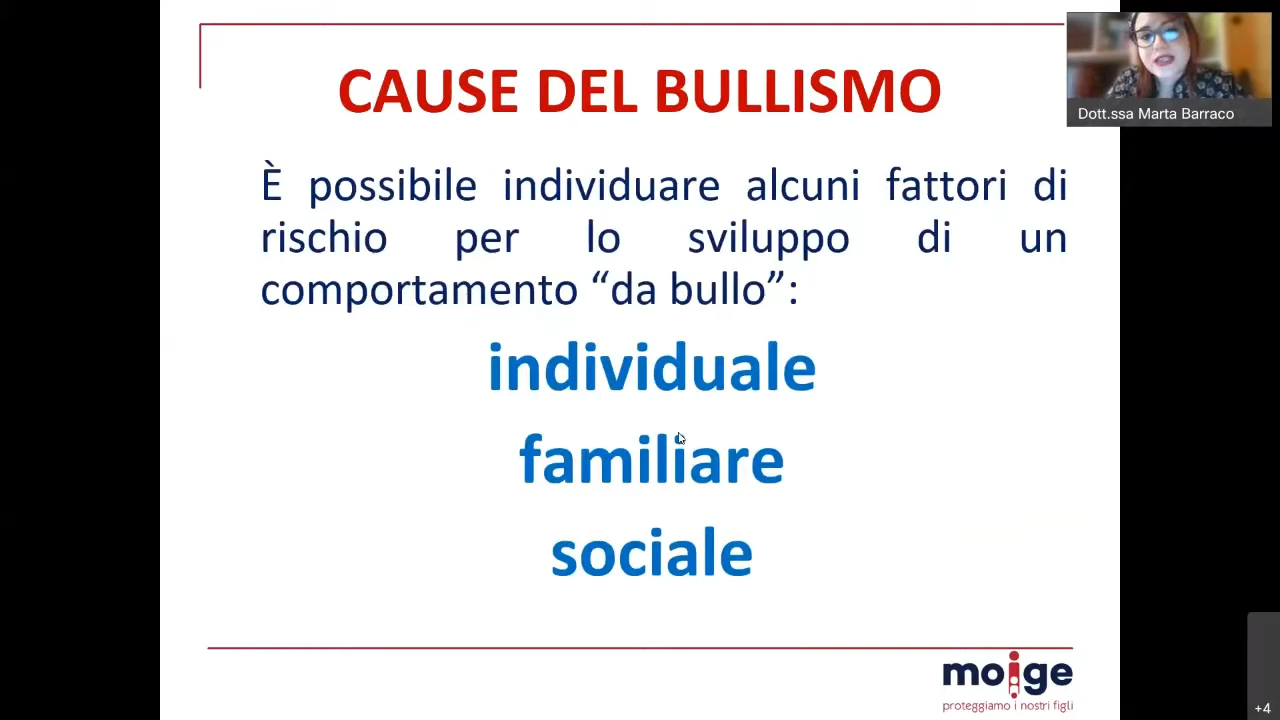 CAUSE DEL BULLISMO
Dott.ssa Marta Barraco
È possibile individuare alcuni fattori di
rischio per lo sviluppo di un
comportamento “da bullo”:
individuale
familiare
sociale
moige
proteggiamo i nostri figli
+4